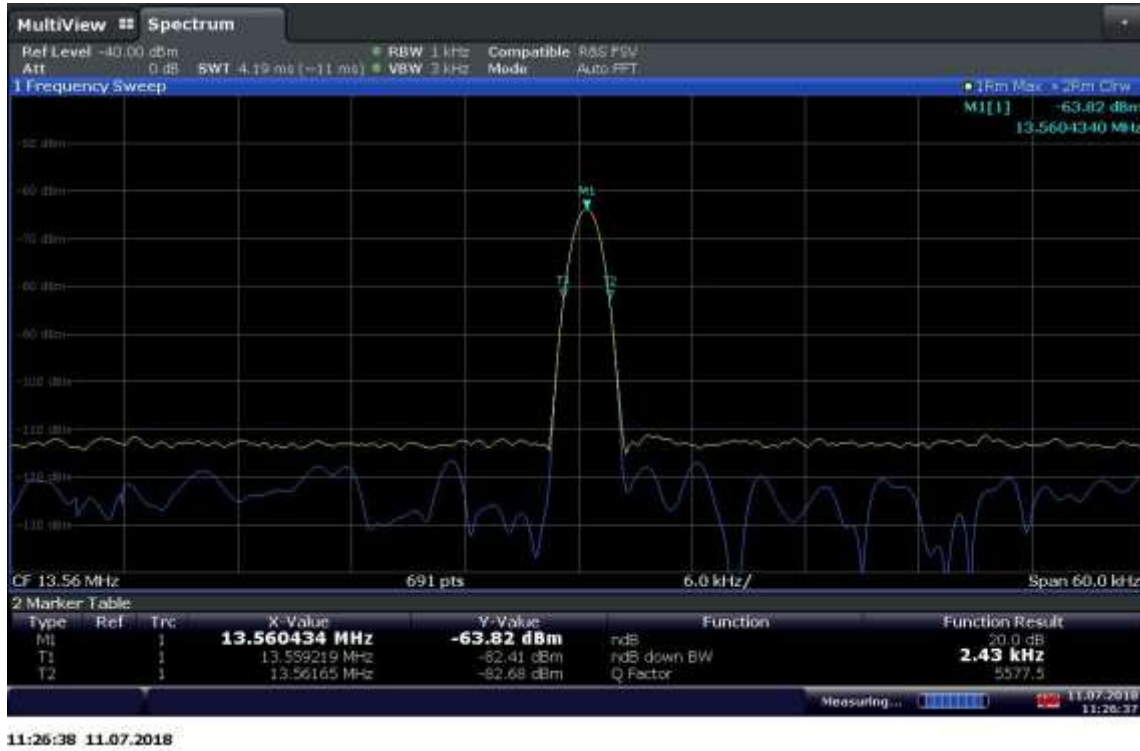 MultiView Spectrum
Ref Level -40.00 dBm RBW 1 kHz Compatible R&S FSV
Att 0 dB SWT 4.19 ms (~11 ms) VBW 3 kHz Mode Auto FFT
1 Frequency Sweep 1Rm Max 2Rm Clrw
M1[1] -63.82 dBm
13.5604340 MHz
-50 dBm
M1
-60 dBm
-70 dBm
T1 T2
-80 dBm
-90 dBm
-100 dBm
-110 dBm
-120 dBm
-130 dBm
CF 13.56 MHz 691 pts 6.0 kHz/ Span 60.0 kHz
2 Marker Table
Type Ref Trc X-Value Y-Value Function Function Result
M1 1 13.560434 MHz -63.82 dBm ndB 20.0 dB
T1 1 13.559219 MHz -82.41 dBm ndB down BW 2.43 kHz
T2 1 13.56165 MHz -82.68 dBm Q Factor 5577.5
Measuring... 11.07.2018
11:26:37
11:26:38 11.07.2018